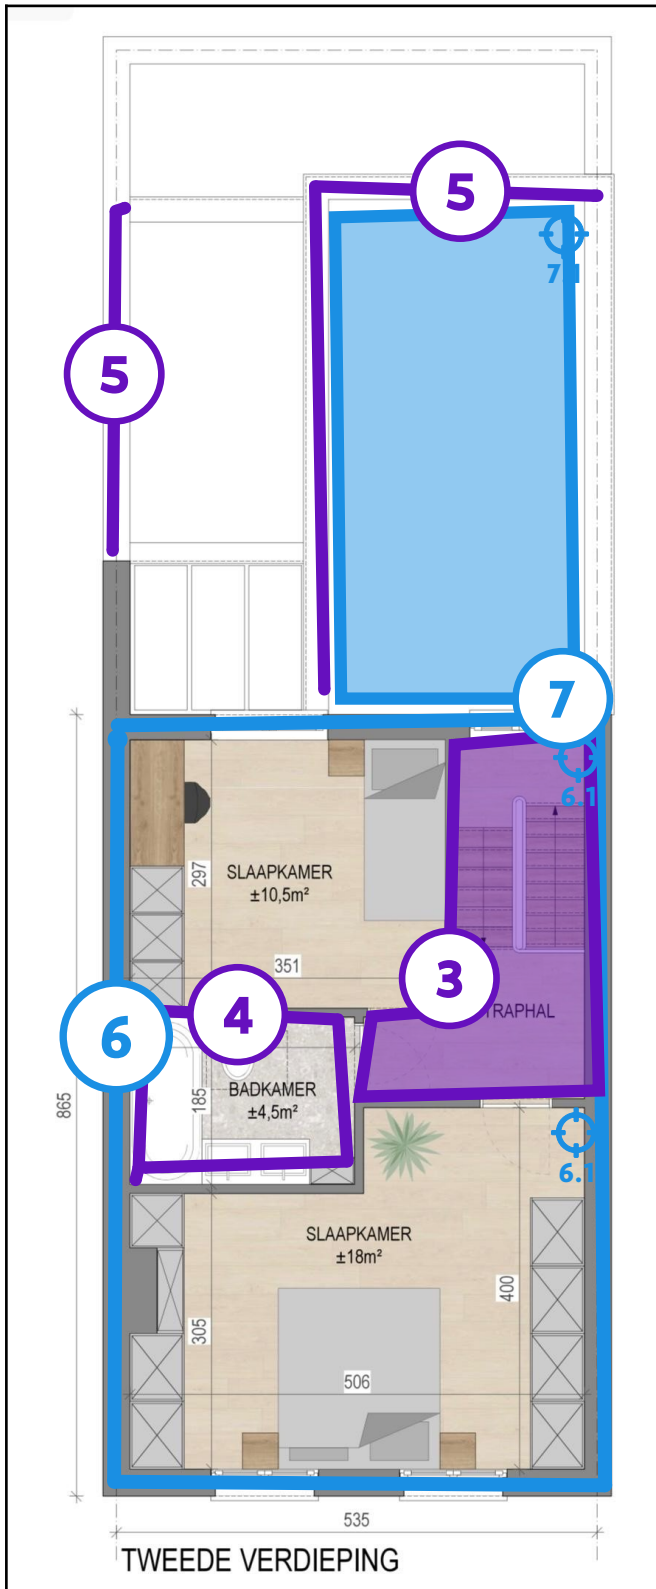 5
5
7.1
7
6.1
297
SLAAPKAMER
±10,5m²
351
3
TRAPHAL
6
4
BADKAMER
±4,5m²
185
865
6.1
SLAAPKAMER
±18m²
400
305
506
535
TWEEDE VERDIEPING